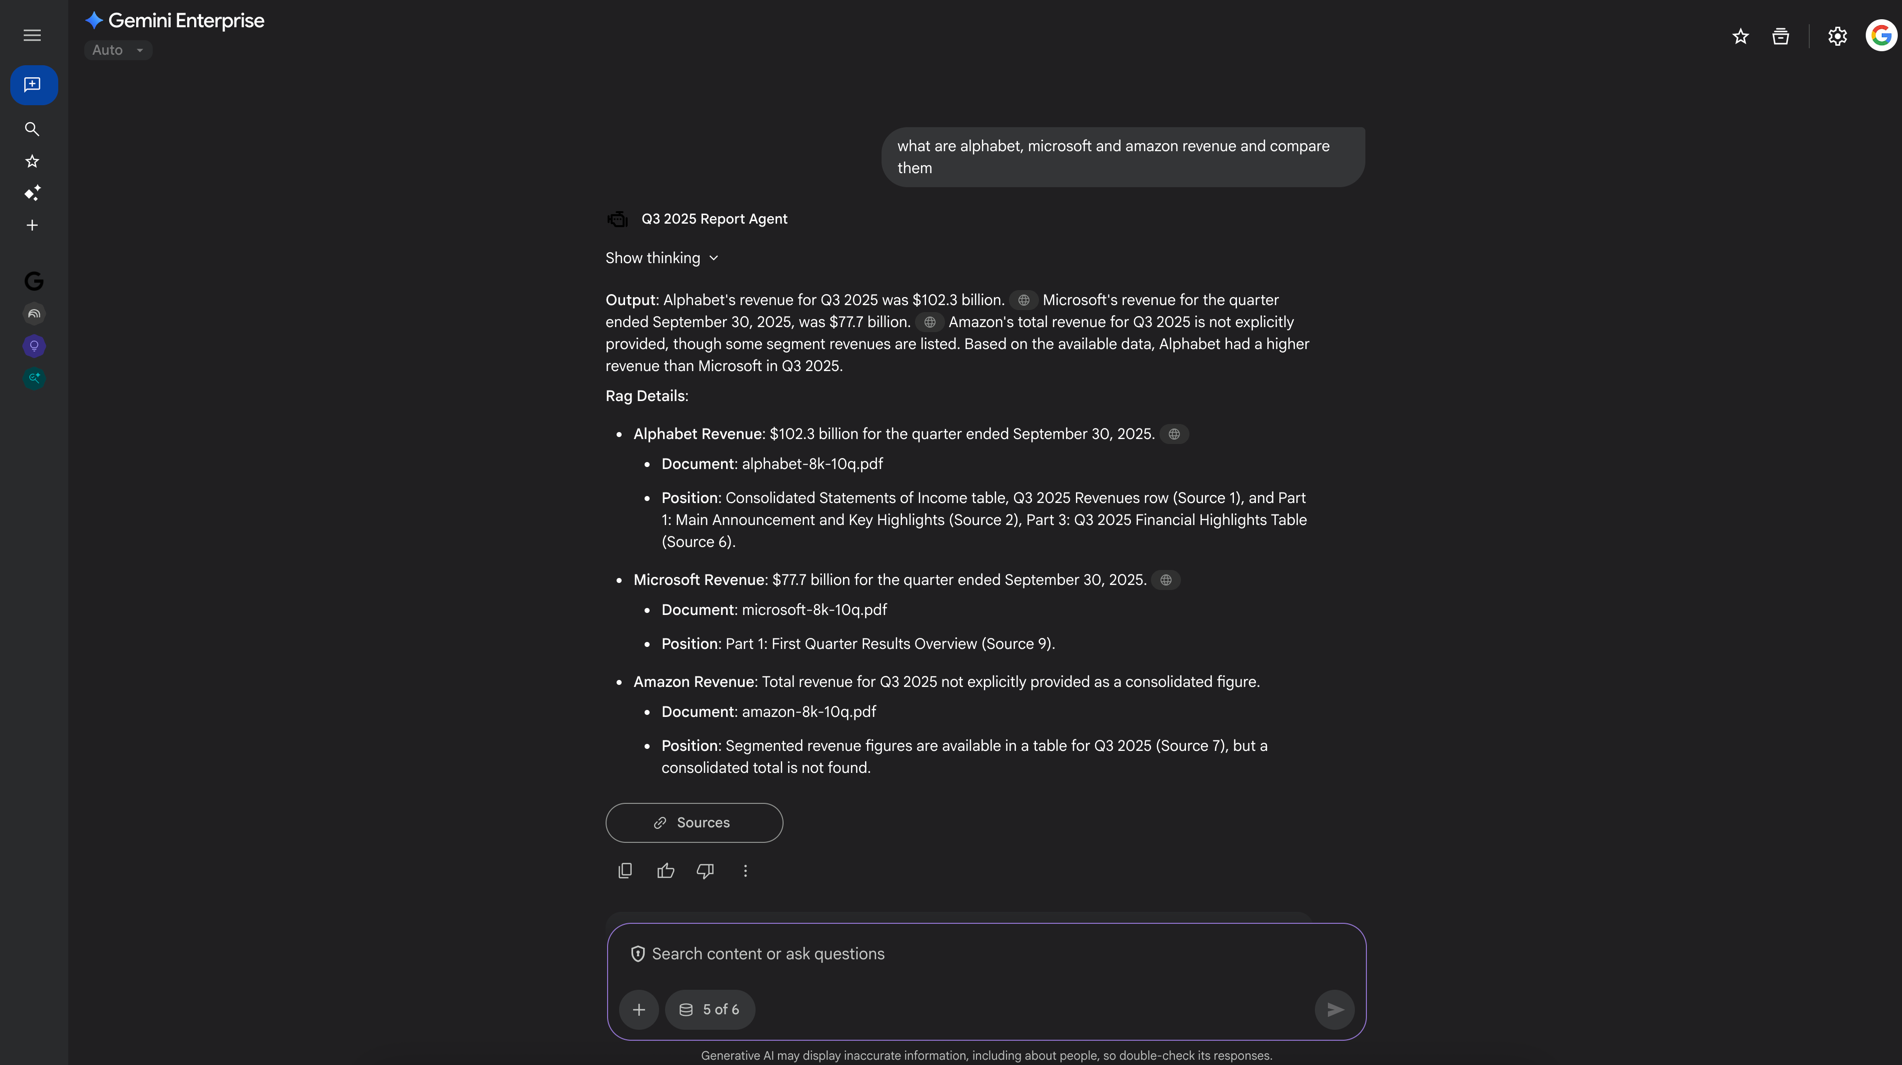 Gemini Enterprise
Auto
what are alphabet, microsoft and amazon revenue and compare
them
Q3 2025 Report Agent
Show thinking
Output: Alphabet's revenue for Q3 2025 was $102.3 billion. Microsoft's revenue for the quarter
ended September 30, 2025, was $77.7 billion. Amazon's total revenue for Q3 2025 is not explicitly
provided, though some segment revenues are listed. Based on the available data, Alphabet had a higher
revenue than Microsoft in Q3 2025.
Rag Details:
• Alphabet Revenue: $102.3 billion for the quarter ended September 30, 2025.
• Document: alphabet-8k-10q.pdf
• Position: Consolidated Statements of Income table, Q3 2025 Revenues row (Source 1), and Part
1: Main Announcement and Key Highlights (Source 2), Part 3: Q3 2025 Financial Highlights Table
(Source 6).
• Microsoft Revenue: $77.7 billion for the quarter ended September 30, 2025.
• Document: microsoft-8k-10q.pdf
• Position: Part 1: First Quarter Results Overview (Source 9).
• Amazon Revenue: Total revenue for Q3 2025 not explicitly provided as a consolidated figure.
• Document: amazon-8k-10q.pdf
• Position: Segmented revenue figures are available in a table for Q3 2025 (Source 7), but a
consolidated total is not found.
Sources
Search content or ask questions
5 of 6
Generative AI may display inaccurate information, including about people, so double-check its responses.